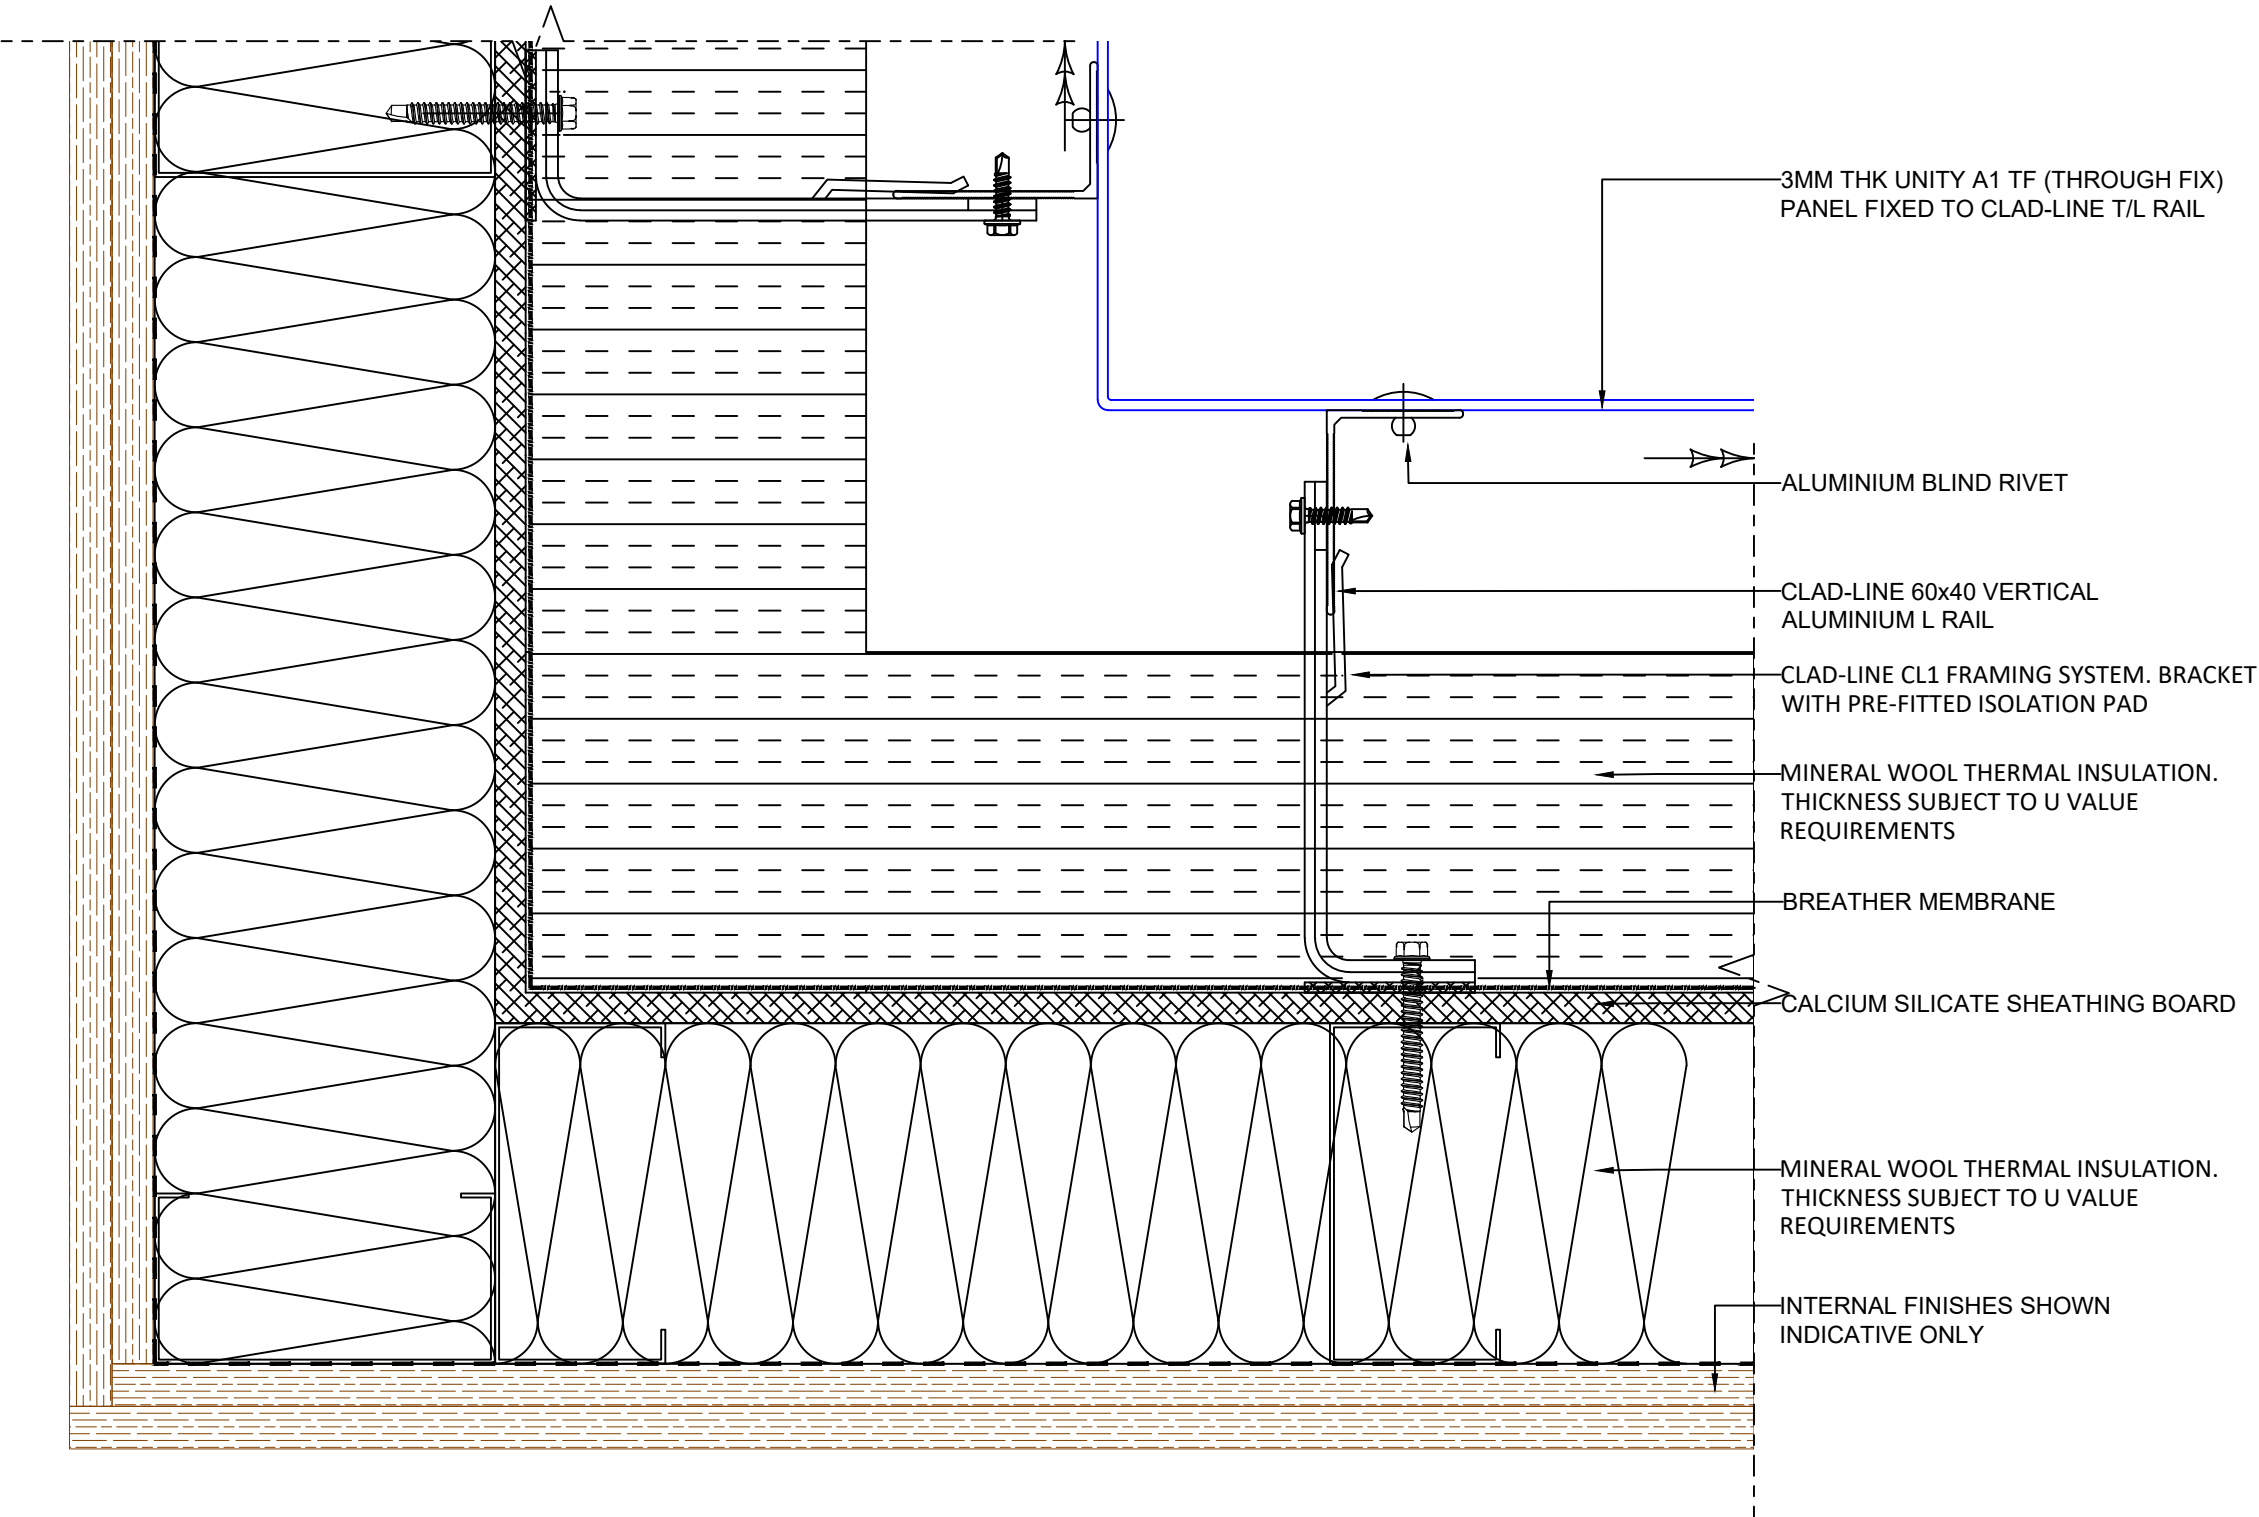 3MM THK UNITY A1 TF (THROUGH FIX)
PANEL FIXED TO CLAD-LINE T/L RAIL
ALUMINIUM BLIND RIVET
CLAD-LINE 60x40 VERTICAL
ALUMINIUM L RAIL
CLAD-LINE CL1 FRAMING SYSTEM. BRACKET
WITH PRE-FITTED ISOLATION PAD
MINERAL WOOL THERMAL INSULATION.
THICKNESS SUBJECT TO U VALUE
REQUIREMENTS
BREATHER MEMBRANE
CALCIUM SILICATE SHEATHING BOARD
MINERAL WOOL THERMAL INSULATION.
THICKNESS SUBJECT TO U VALUE
REQUIREMENTS
INTERNAL FINISHES SHOWN
INDICATIVE ONLY